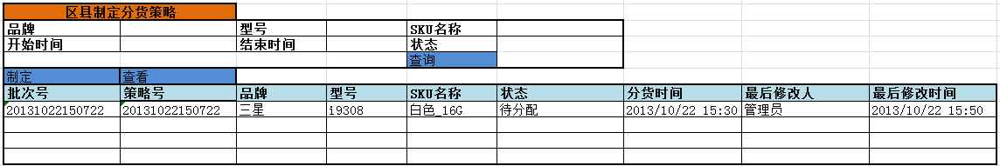 区县制定分货策略
品牌 型号 SKU名称
开始时间 结束时间 状态
查询
制定 查看
批次号 策略号 品牌 型号 SKU名称 状态 分货时间 最后修改人 最后修改时间
20131022150722 20131022150722 三星 i9308 白色_16G 待分配 2013/10/22 15:30 管理员 2013/10/22 15:50